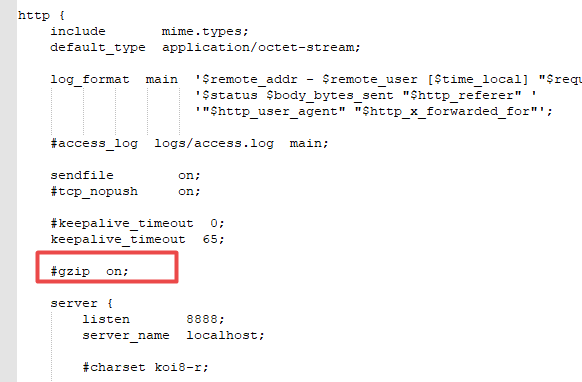 http {
    include       mime.types;
    default_type  application/octet-stream;
    log_format  main  '$remote_addr - $remote_user [$time_local] "$requ
                      '$status $body_bytes_sent "$http_referer" '
                      '"$http_user_agent" "$http_x_forwarded_for"';
    #access_log  logs/access.log  main;
    sendfile        on;
    #tcp_nopush     on;
    #keepalive_timeout  0;
    keepalive_timeout  65;
    #gzip  on;
    server {
        listen       8888;
        server_name  localhost;
        #charset koi8-r;